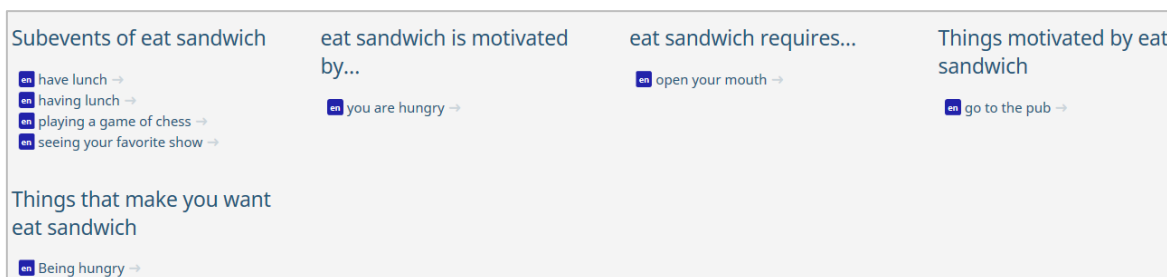 Subevents of eat sandwich
en have lunch →
en having lunch →
en playing a game of chess →
en seeing your favorite show →
eat sandwich is motivated
by...
en you are hungry →
eat sandwich requires...
en open your mouth →
Things motivated by eat
sandwich
en go to the pub →
Things that make you want
eat sandwich
en Being hungry →